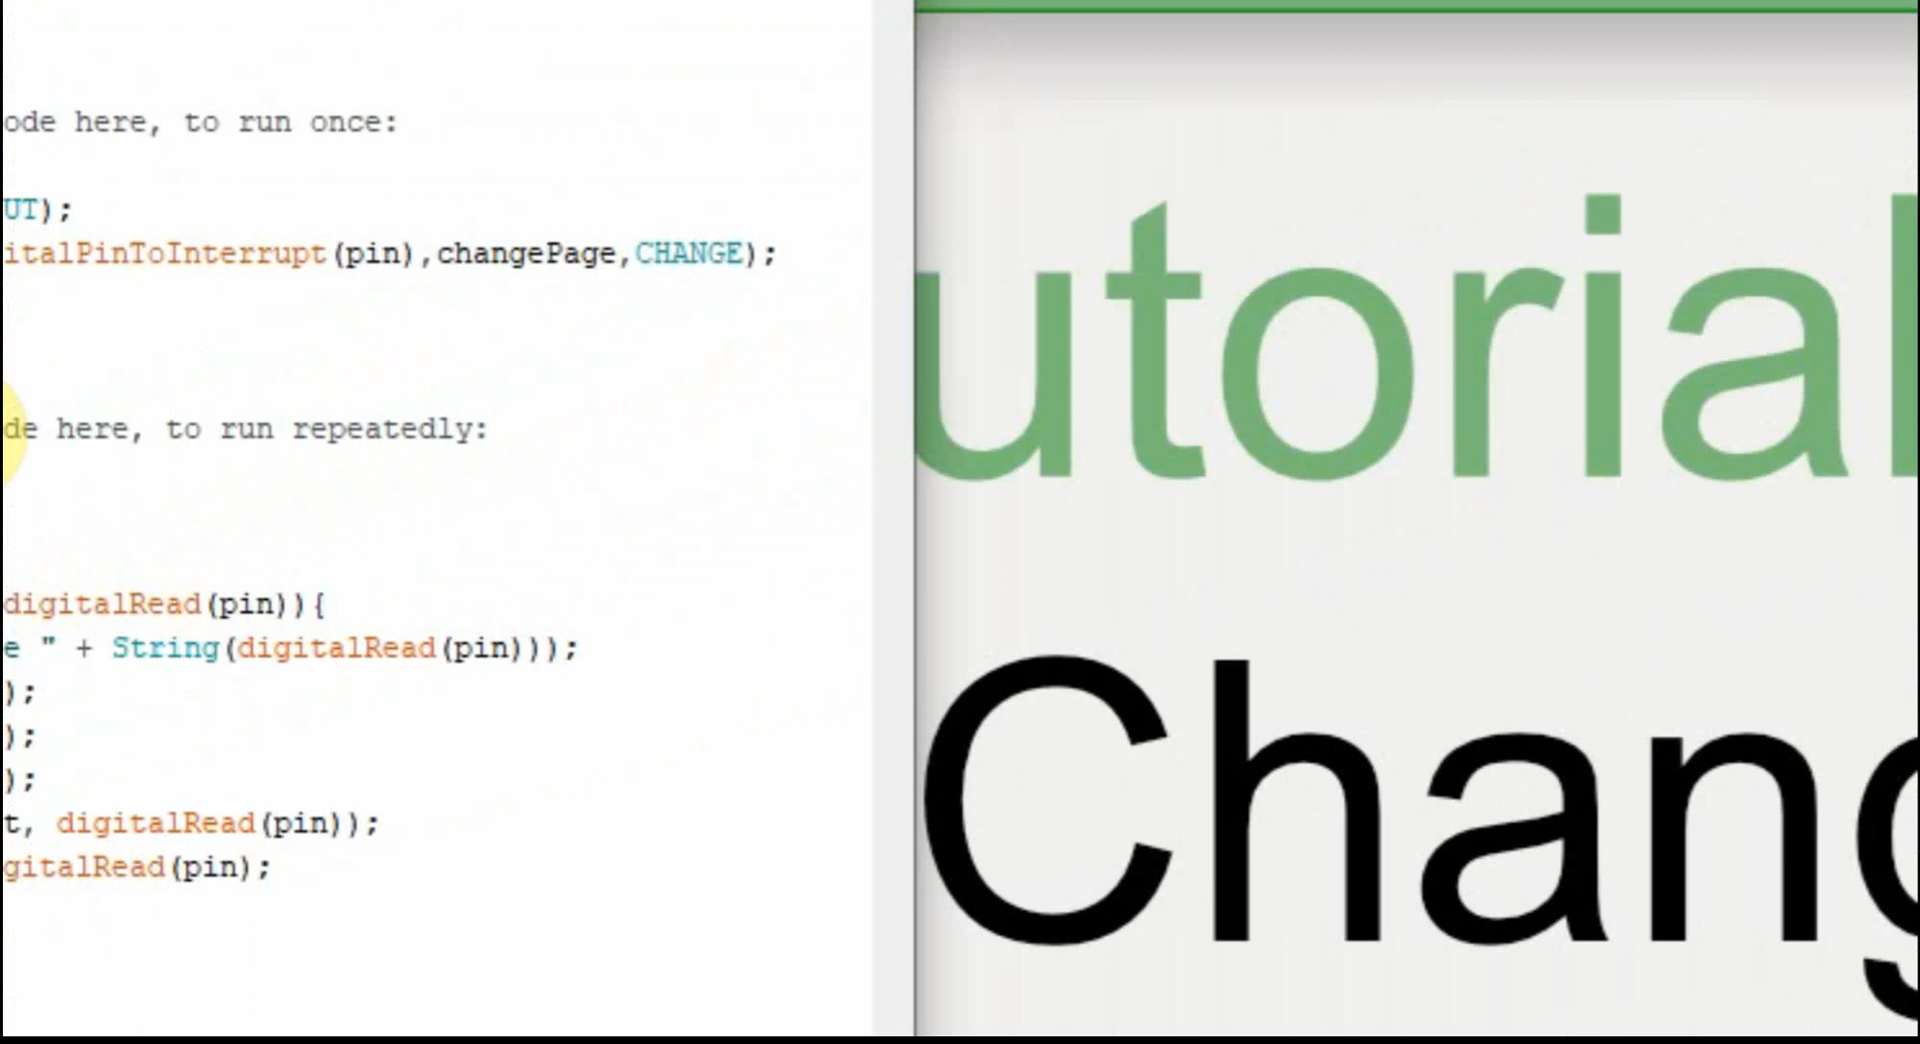 ode here, to run once:
UT);
italPinToInterrupt(pin),changePage,CHANGE);
de here, to run repeatedly:
digitalRead(pin)){
e " + String(digitalRead(pin)));
);
);
);
t, digitalRead(pin));
gitalRead(pin);
utorial
Chang